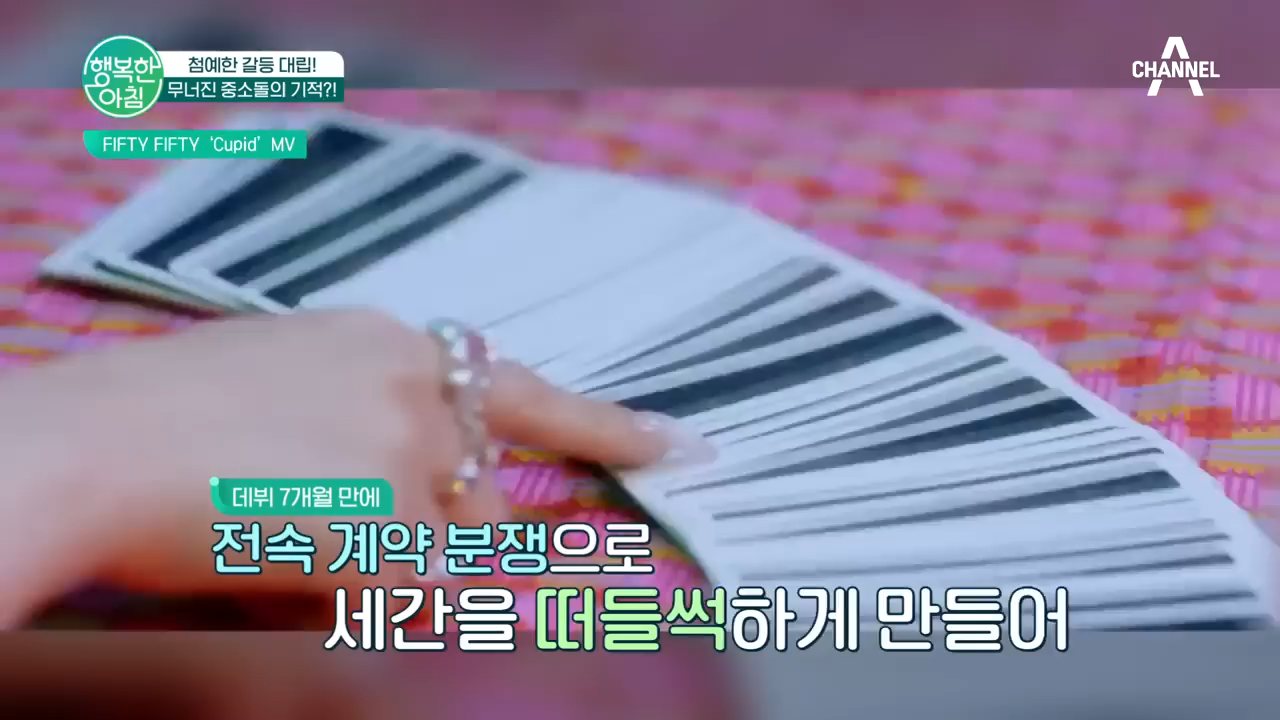 행복한
아침
첨예한 갈등 대립!
무너진 중소돌의 기적?!
CHANNEL A
FIFTY FIFTY ‘Cupid’ MV
데뷔 7개월 만에
전속 계약 분쟁으로
세간을 떠들썩하게 만들어